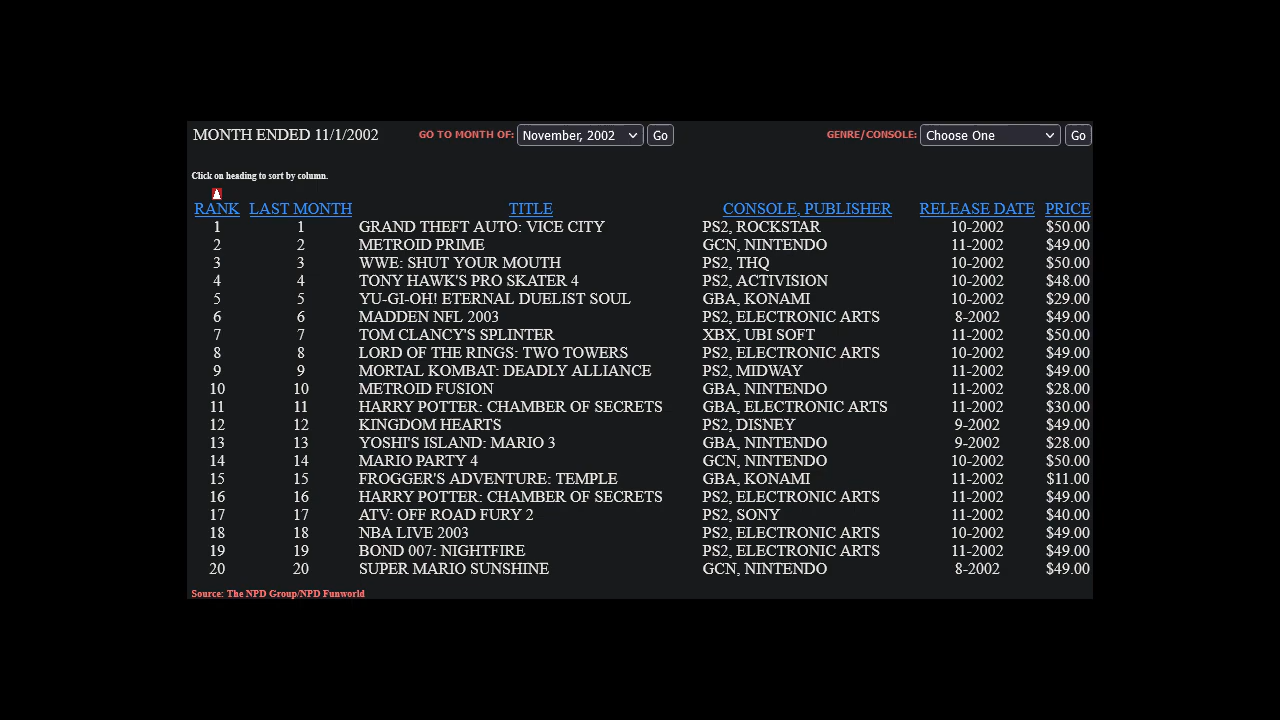 MONTH ENDED 11/1/2002 GO TO MONTH OF: November, 2002 Go GENRE/CONSOLE: Choose One Go
Click on heading to sort by column.
RANK LAST MONTH TITLE CONSOLE, PUBLISHER RELEASE DATE PRICE
1 1 GRAND THEFT AUTO: VICE CITY PS2, ROCKSTAR 10-2002 $50.00
2 2 METROID PRIME GCN, NINTENDO 11-2002 $49.00
3 3 WWE: SHUT YOUR MOUTH PS2, THQ 10-2002 $50.00
4 4 TONY HAWK'S PRO SKATER 4 PS2, ACTIVISION 10-2002 $48.00
5 5 YU-GI-OH! ETERNAL DUELIST SOUL GBA, KONAMI 10-2002 $29.00
6 6 MADDEN NFL 2003 PS2, ELECTRONIC ARTS 8-2002 $49.00
7 7 TOM CLANCY'S SPLINTER XBX, UBI SOFT 11-2002 $50.00
8 8 LORD OF THE RINGS: TWO TOWERS PS2, ELECTRONIC ARTS 10-2002 $49.00
9 9 MORTAL KOMBAT: DEADLY ALLIANCE PS2, MIDWAY 11-2002 $49.00
10 10 METROID FUSION GBA, NINTENDO 11-2002 $28.00
11 11 HARRY POTTER: CHAMBER OF SECRETS GBA, ELECTRONIC ARTS 11-2002 $30.00
12 12 KINGDOM HEARTS PS2, DISNEY 9-2002 $49.00
13 13 YOSHI'S ISLAND: MARIO 3 GBA, NINTENDO 9-2002 $28.00
14 14 MARIO PARTY 4 GCN, NINTENDO 10-2002 $50.00
15 15 FROGGER'S ADVENTURE: TEMPLE GBA, KONAMI 11-2002 $11.00
16 16 HARRY POTTER: CHAMBER OF SECRETS PS2, ELECTRONIC ARTS 11-2002 $49.00
17 17 ATV: OFF ROAD FURY 2 PS2, SONY 11-2002 $40.00
18 18 NBA LIVE 2003 PS2, ELECTRONIC ARTS 10-2002 $49.00
19 19 BOND 007: NIGHTFIRE PS2, ELECTRONIC ARTS 11-2002 $49.00
20 20 SUPER MARIO SUNSHINE GCN, NINTENDO 8-2002 $49.00
Source: The NPD Group/NPD Funworld